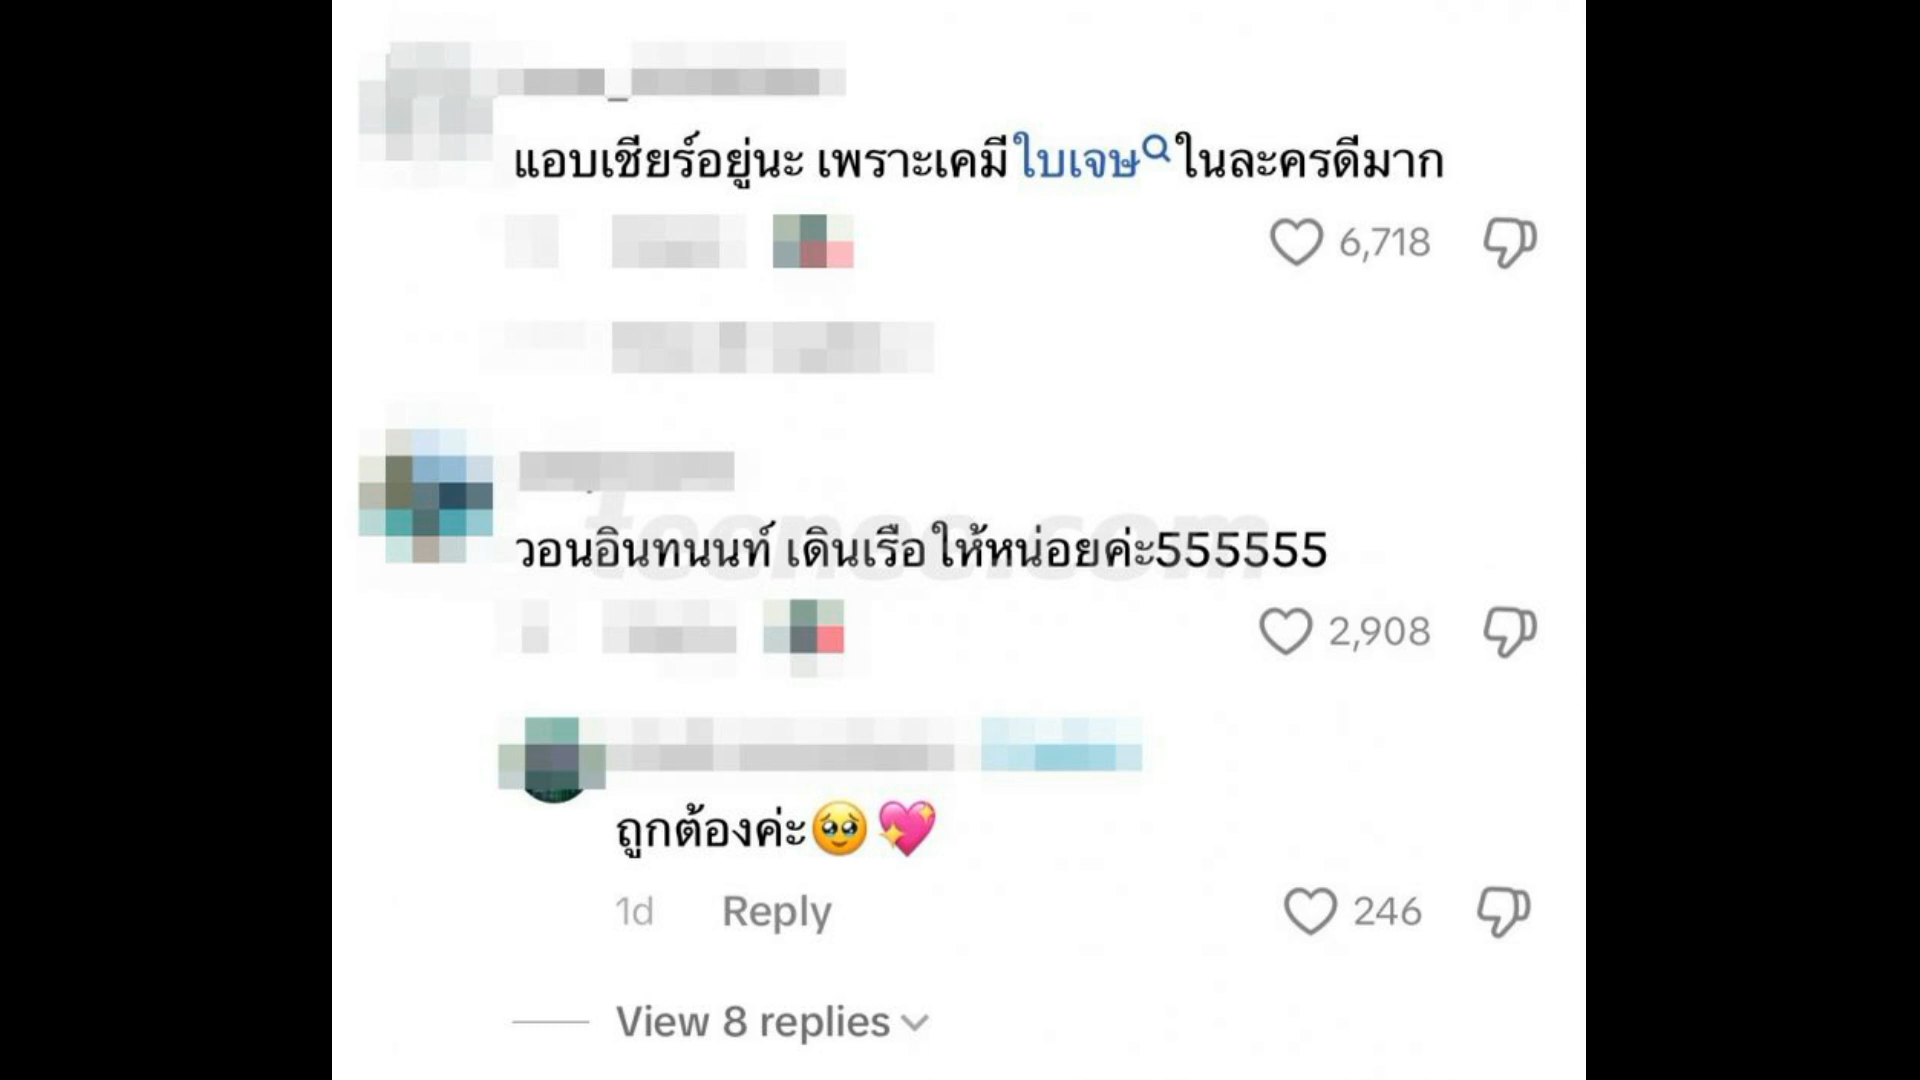 แอบเชียร์อยู่นะ เพราะเคมีใบเจษในละครดีมาก
6,718
teenee.com
วอนอินทนนท์ เดินเรือให้หน่อยค่ะ555555
2,908
ถูกต้องค่ะ🥹💖
1d Reply 246
View 8 replies